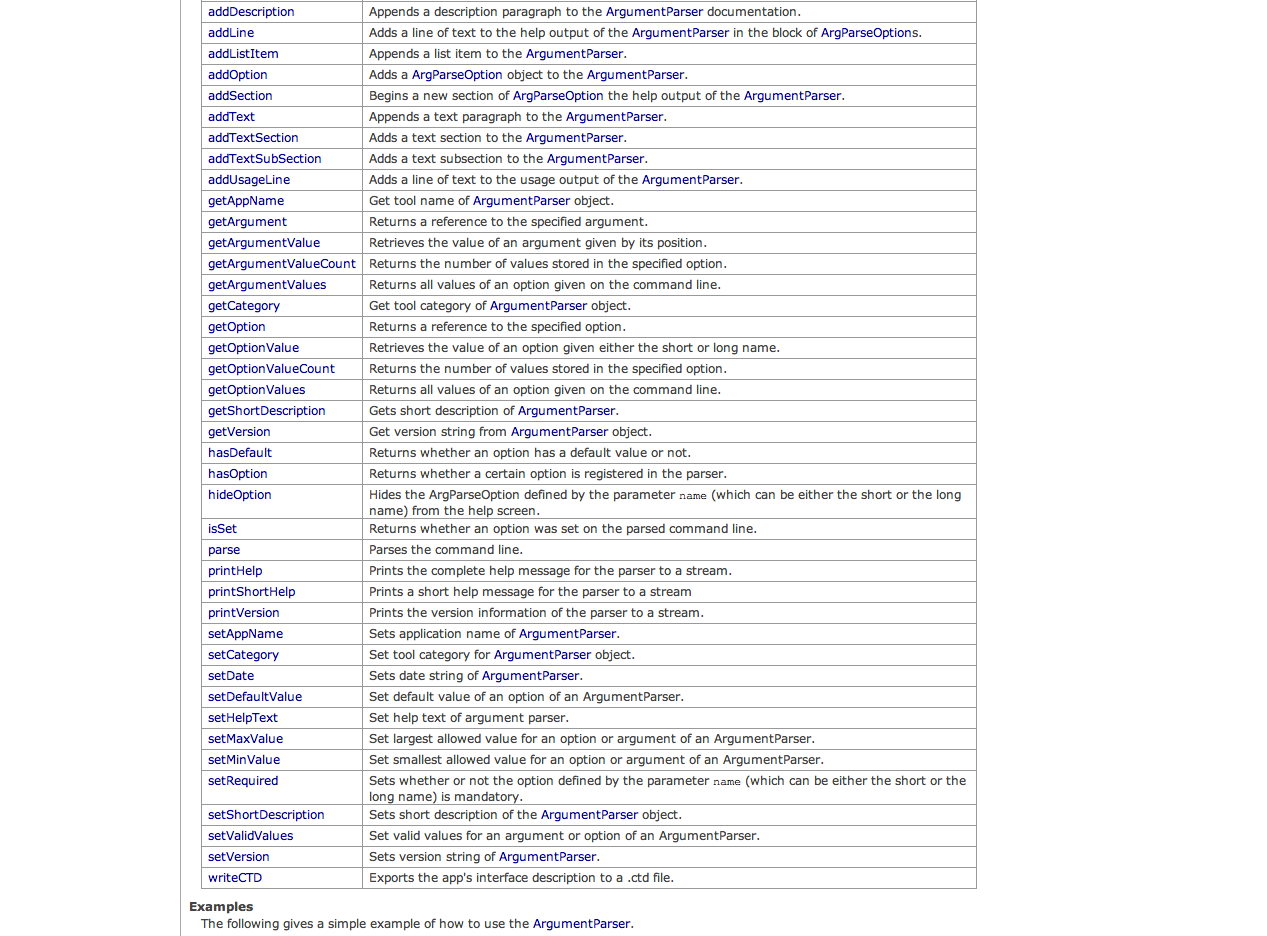 addDescription Appends a description paragraph to the ArgumentParser documentation.
addLine Adds a line of text to the help output of the ArgumentParser in the block of ArgParseOptions.
addListItem Appends a list item to the ArgumentParser.
addOption Adds a ArgParseOption object to the ArgumentParser.
addSection Begins a new section of ArgParseOption the help output of the ArgumentParser.
addText Appends a text paragraph to the ArgumentParser.
addTextSection Adds a text section to the ArgumentParser.
addTextSubSection Adds a text subsection to the ArgumentParser.
addUsageLine Adds a line of text to the usage output of the ArgumentParser.
getAppName Get tool name of ArgumentParser object.
getArgument Returns a reference to the specified argument.
getArgumentValue Retrieves the value of an argument given by its position.
getArgumentValueCount Returns the number of values stored in the specified option.
getArgumentValues Returns all values of an option given on the command line.
getCategory Get tool category of ArgumentParser object.
getOption Returns a reference to the specified option.
getOptionValue Retrieves the value of an option given either the short or long name.
getOptionValueCount Returns the number of values stored in the specified option.
getOptionValues Returns all values of an option given on the command line.
getShortDescription Gets short description of ArgumentParser.
getVersion Get version string from ArgumentParser object.
hasDefault Returns whether an option has a default value or not.
hasOption Returns whether a certain option is registered in the parser.
hideOption Hides the ArgParseOption defined by the parameter name (which can be either the short or the long
name) from the help screen.
isSet Returns whether an option was set on the parsed command line.
parse Parses the command line.
printHelp Prints the complete help message for the parser to a stream.
printShortHelp Prints a short help message for the parser to a stream
printVersion Prints the version information of the parser to a stream.
setAppName Sets application name of ArgumentParser.
setCategory Set tool category for ArgumentParser object.
setDate Sets date string of ArgumentParser.
setDefaultValue Set default value of an option of an ArgumentParser.
setHelpText Set help text of argument parser.
setMaxValue Set largest allowed value for an option or argument of an ArgumentParser.
setMinValue Set smallest allowed value for an option or argument of an ArgumentParser.
setRequired Sets whether or not the option defined by the parameter name (which can be either the short or the
long name) is mandatory.
setShortDescription Sets short description of the ArgumentParser object.
setValidValues Set valid values for an argument or option of an ArgumentParser.
setVersion Sets version string of ArgumentParser.
writeCTD Exports the app's interface description to a .ctd file.
Examples
The following gives a simple example of how to use the ArgumentParser.